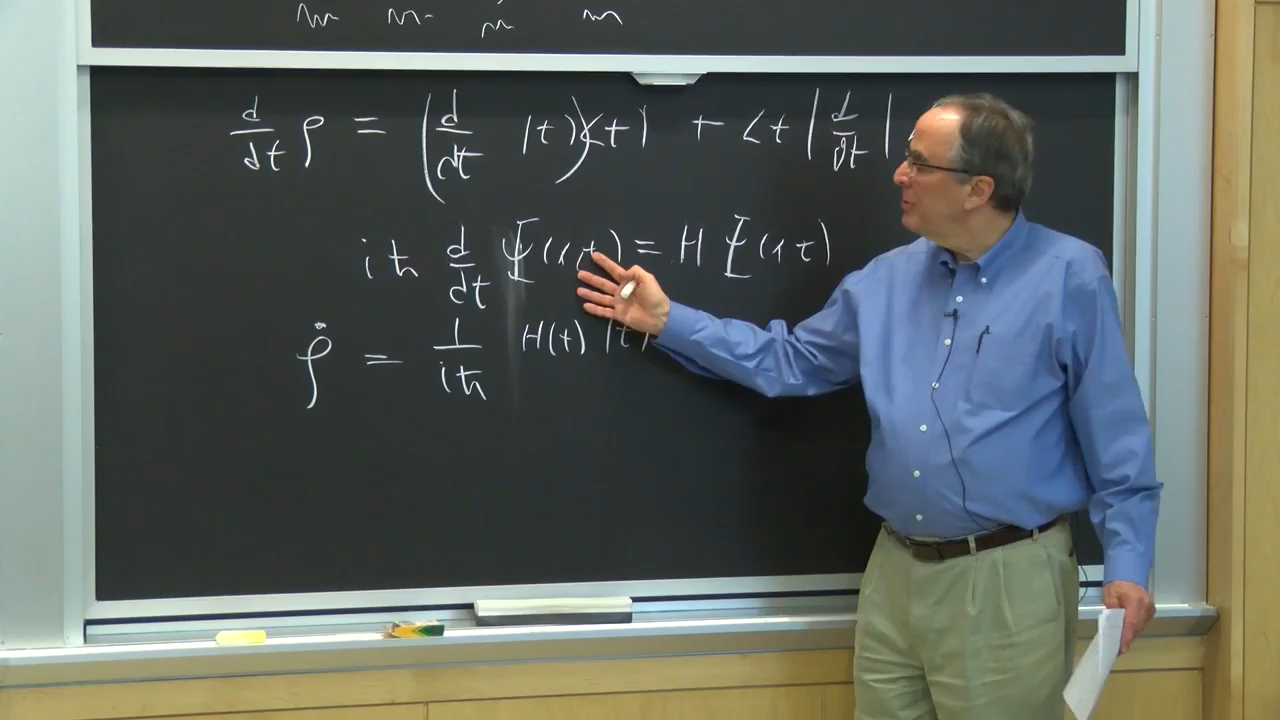 d/dt ρ = (d/dt |t⟩)⟨t| + ⟨t|d/dt|
iħ d/dt Ψ(x,t) = H Ψ(x t)
ρ̇ = 1/iħ H(t) |t⟩